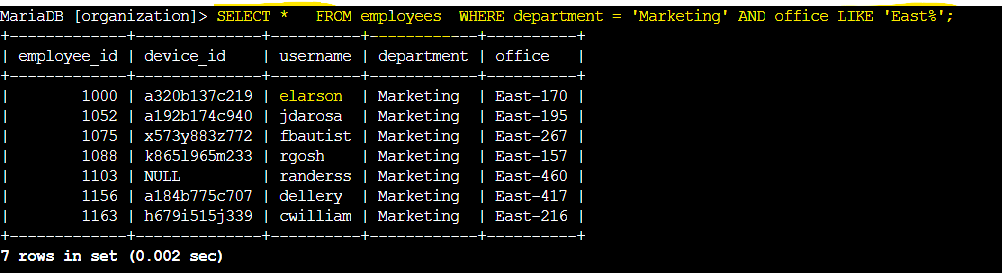 MariaDB [organization]> SELECT *   FROM employees  WHERE department = 'Marketing' AND office LIKE 'East%';
+-------------+--------------+----------+------------+----------+
| employee_id | device_id    | username | department | office   |
+-------------+--------------+----------+------------+----------+
|        1000 | a320b137c219 | elarson  | Marketing  | East-170 |
|        1052 | a192b174c940 | jdarosa  | Marketing  | East-195 |
|        1075 | x573y883z772 | fbautist | Marketing  | East-267 |
|        1088 | k865l965m233 | rgosh    | Marketing  | East-157 |
|        1103 | NULL         | randerss | Marketing  | East-460 |
|        1156 | a184b775c707 | dellery  | Marketing  | East-417 |
|        1163 | h679i515j339 | cwilliam | Marketing  | East-216 |
+-------------+--------------+----------+------------+----------+
7 rows in set (0.002 sec)